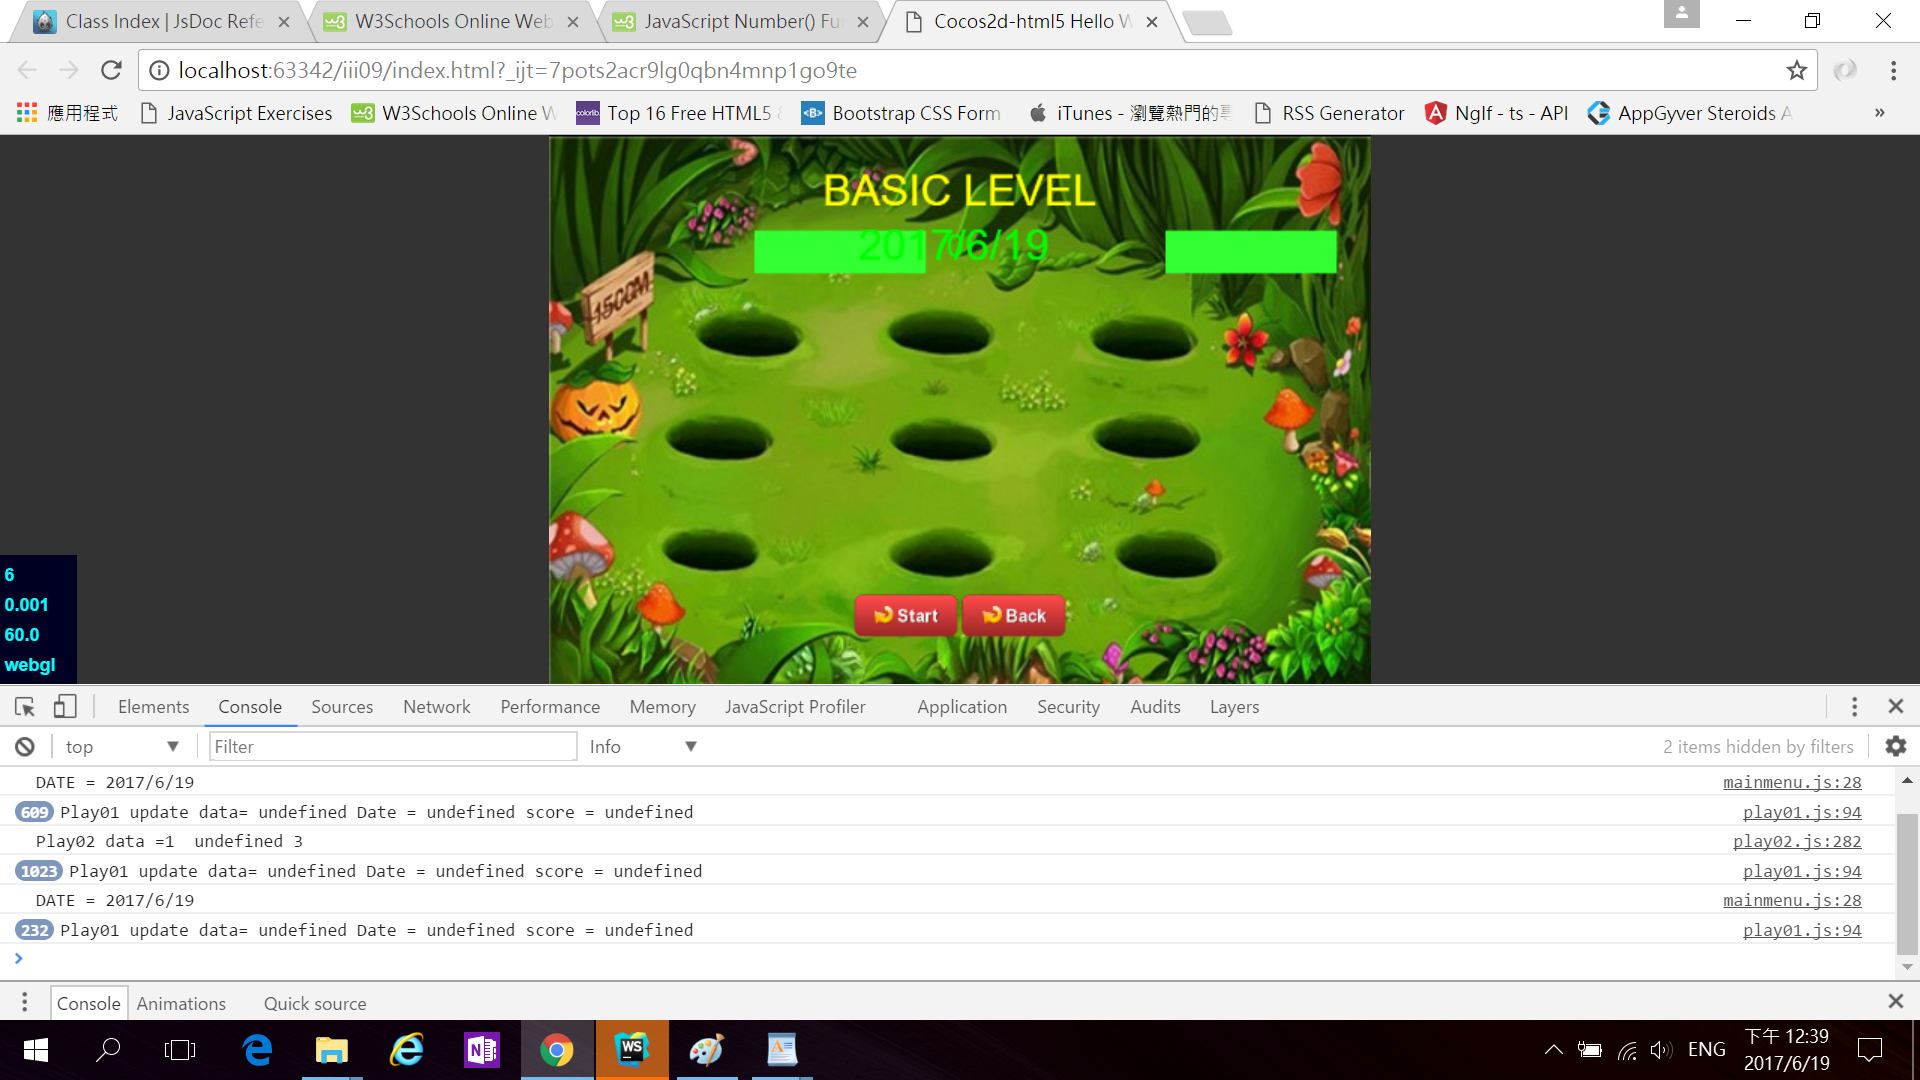 Class Index | JsDoc Refe
W3Schools Online Web
JavaScript Number() Fu
Cocos2d-html5 Hello W
localhost:63342/iii09/index.html?_ijt=7pots2acr9lg0qbn4mnp1go9te
應用程式
JavaScript Exercises
W3Schools Online W
Top 16 Free HTML5 &
Bootstrap CSS Form
iTunes - 瀏覽熱門的專
RSS Generator
NgIf - ts - API
AppGyver Steroids A
»
BASIC LEVEL
2017/6/19
1500M
Start
Back
6
0.001
60.0
webgl
Elements Console Sources Network Performance Memory JavaScript Profiler Application Security Audits Layers
top
Filter
Info
2 items hidden by filters
DATE = 2017/6/19 mainmenu.js:28
609 Play01 update data= undefined Date = undefined score = undefined play01.js:94
Play02 data =1 undefined 3 play02.js:282
1023 Play01 update data= undefined Date = undefined score = undefined play01.js:94
DATE = 2017/6/19 mainmenu.js:28
232 Play01 update data= undefined Date = undefined score = undefined play01.js:94
Console Animations Quick source
WS
ENG
下午 12:39
2017/6/19